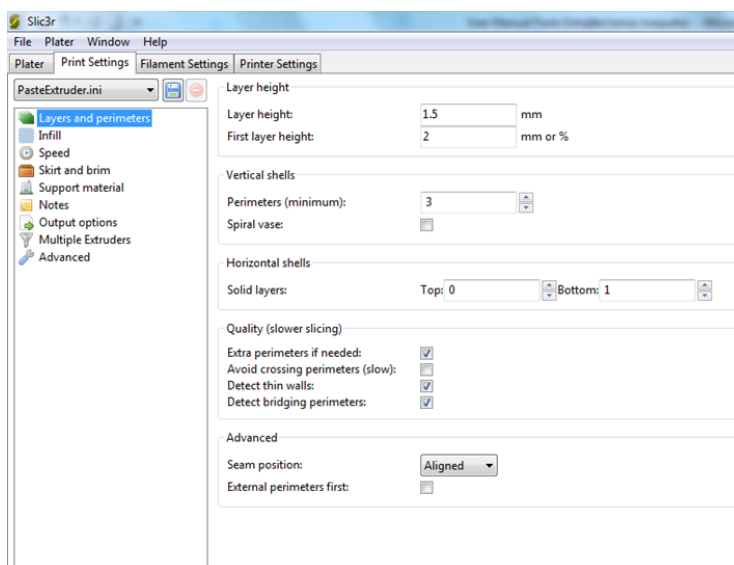 Slic3r
File Plater Window Help
Plater Print Settings Filament Settings Printer Settings
PasteExtruder.ini
Layers and perimeters
Infill
Speed
Skirt and brim
Support material
Notes
Output options
Multiple Extruders
Advanced
Layer height
Layer height: 1.5 mm
First layer height: 2 mm or %
Vertical shells
Perimeters (minimum): 3
Spiral vase:
Horizontal shells
Solid layers: Top: 0 Bottom: 1
Quality (slower slicing)
Extra perimeters if needed:
Avoid crossing perimeters (slow):
Detect thin walls:
Detect bridging perimeters:
Advanced
Seam position: Aligned
External perimeters first: